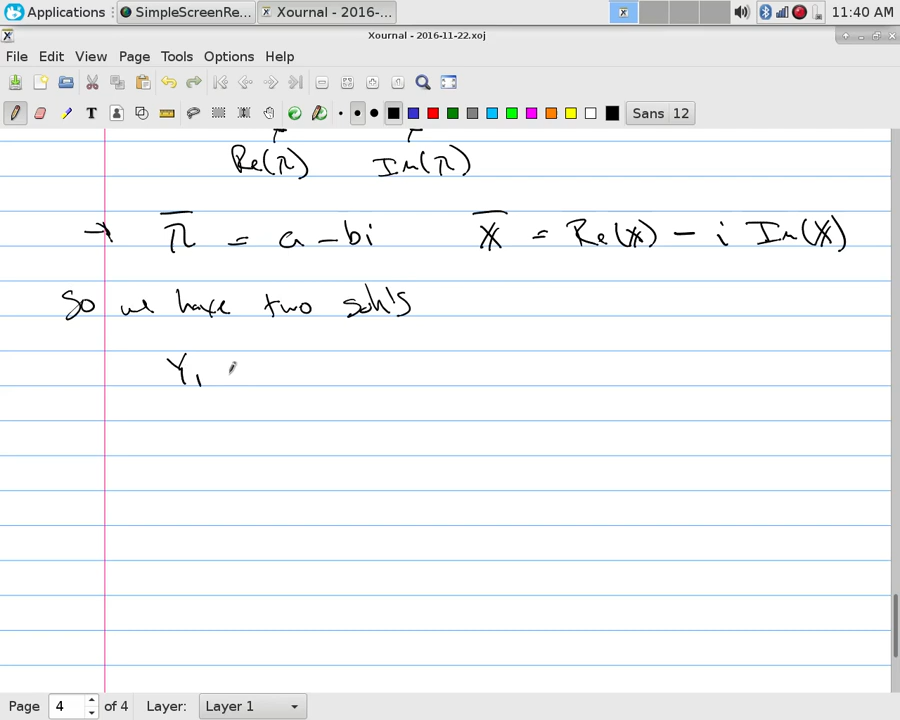 Applications SimpleScreenRe... Xournal - 2016-... 11:40 AM
Xournal - 2016-11-22.xoj
File Edit View Page Tools Options Help
Sans 12
Re(λ) Im(λ)
→ λ̅ = a - bi X̅ = Re(X) - i Im(X)
So we have two soln's
Y₁
Page 4 of 4 Layer: Layer 1